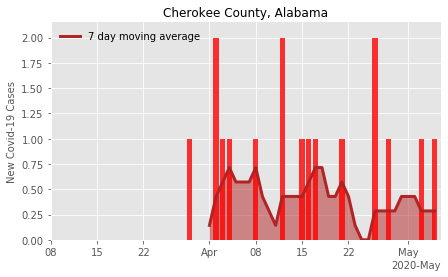 Cherokee County, Alabama
7 day moving average
New Covid-19 Cases
2.00
1.75
1.50
1.25
1.00
0.75
0.50
0.25
0.00
08 15 22 Apr 08 15 22 May
2020-May